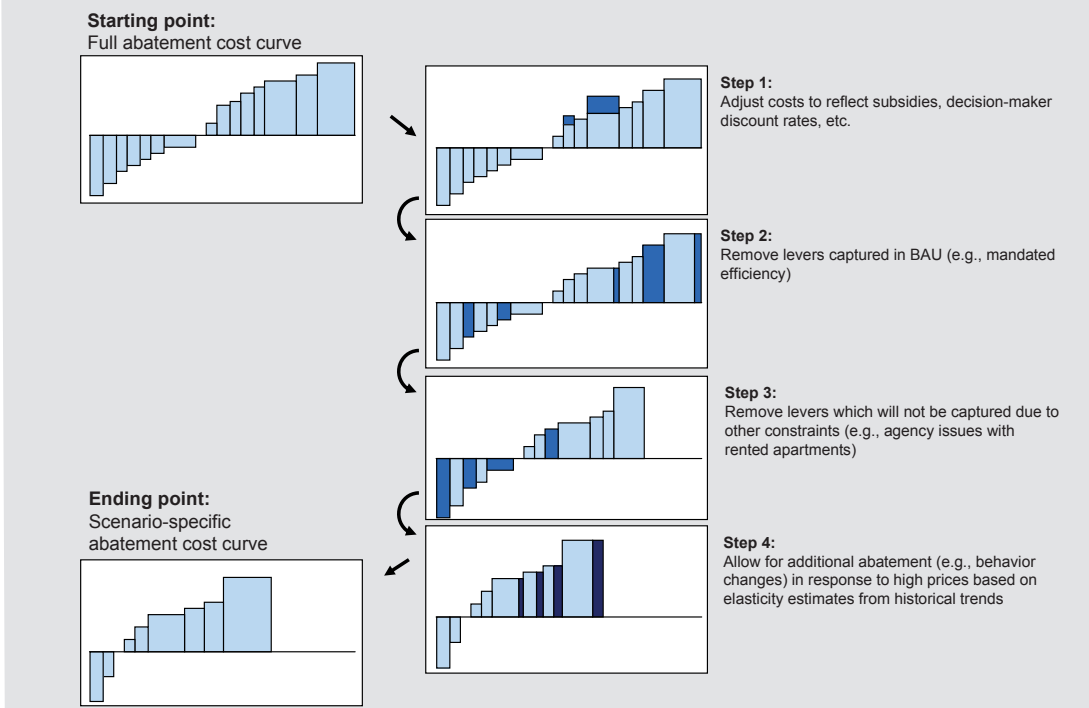 Starting point:
Full abatement cost curve
Step 1:
Adjust costs to reflect subsidies, decision-maker
discount rates, etc.
Step 2:
Remove levers captured in BAU (e.g., mandated
efficiency)
Step 3:
Remove levers which will not be captured due to
other constraints (e.g., agency issues with
rented apartments)
Ending point:
Scenario-specific
abatement cost curve
Step 4:
Allow for additional abatement (e.g., behavior
changes) in response to high prices based on
elasticity estimates from historical trends